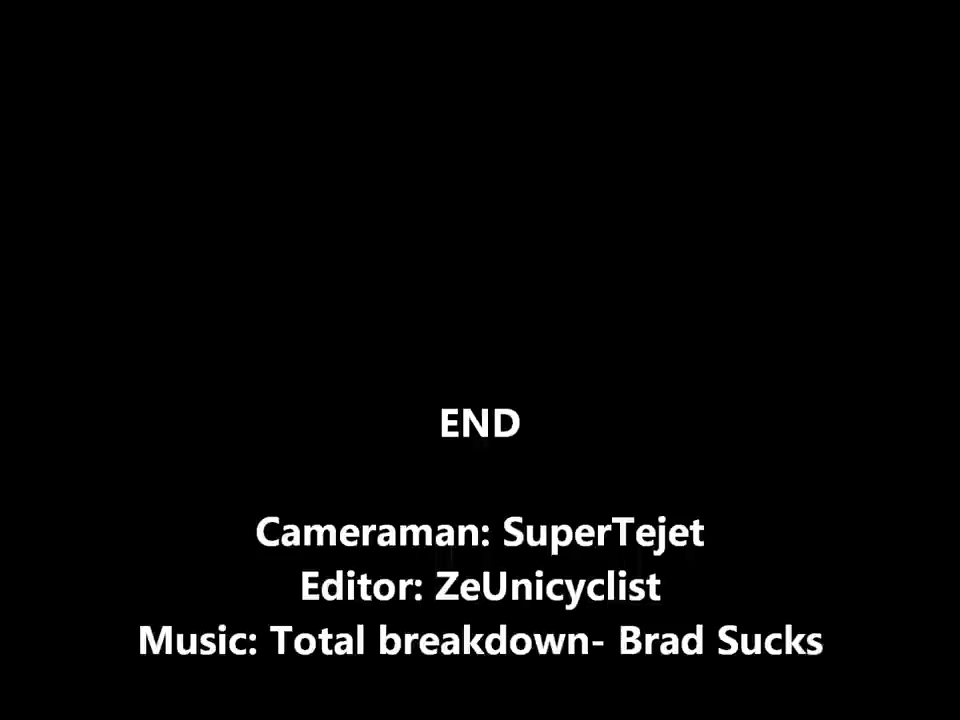 END
Cameraman: SuperTejet
Editor: ZeUnicyclist
Music: Total breakdown- Brad Sucks